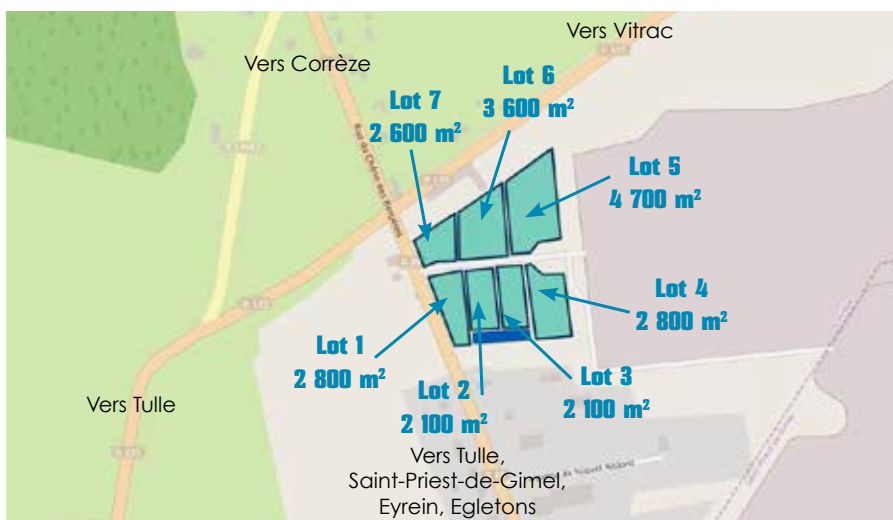 Vers Vitrac
Vers Corrèze
Lot 6
3 600 m²
Lot 7
2 600 m²
Lot 5
4 700 m²
Lot 4
2 800 m²
Lot 1
2 800 m²
Lot 2
2 100 m²
Lot 3
2 100 m²
Vers Tulle
Vers Tulle,
Saint-Priest-de-Gimel,
Eyrein, Egletons